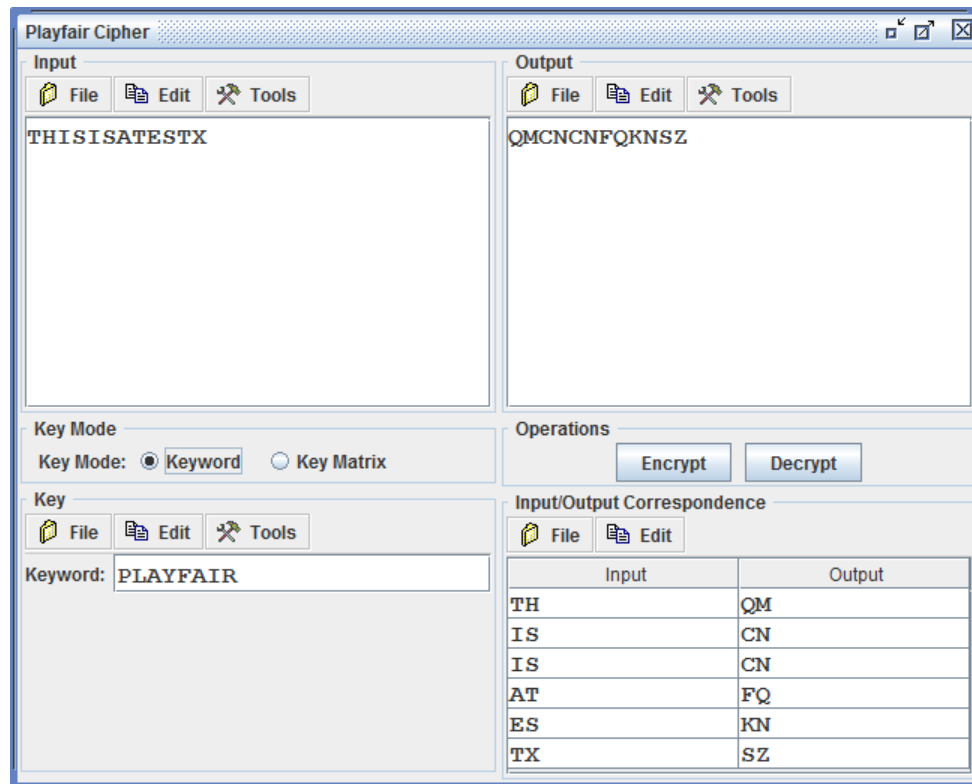 Playfair Cipher
Input
File Edit Tools
THISISATESTX
Output
File Edit Tools
QMCNCNFQKNSZ
Key Mode
Key Mode: Keyword Key Matrix
Operations
Encrypt Decrypt
Key
File Edit Tools
Keyword: PLAYFAIR
Input/Output Correspondence
File Edit
Input Output
TH QM
IS CN
IS CN
AT FQ
ES KN
TX SZ